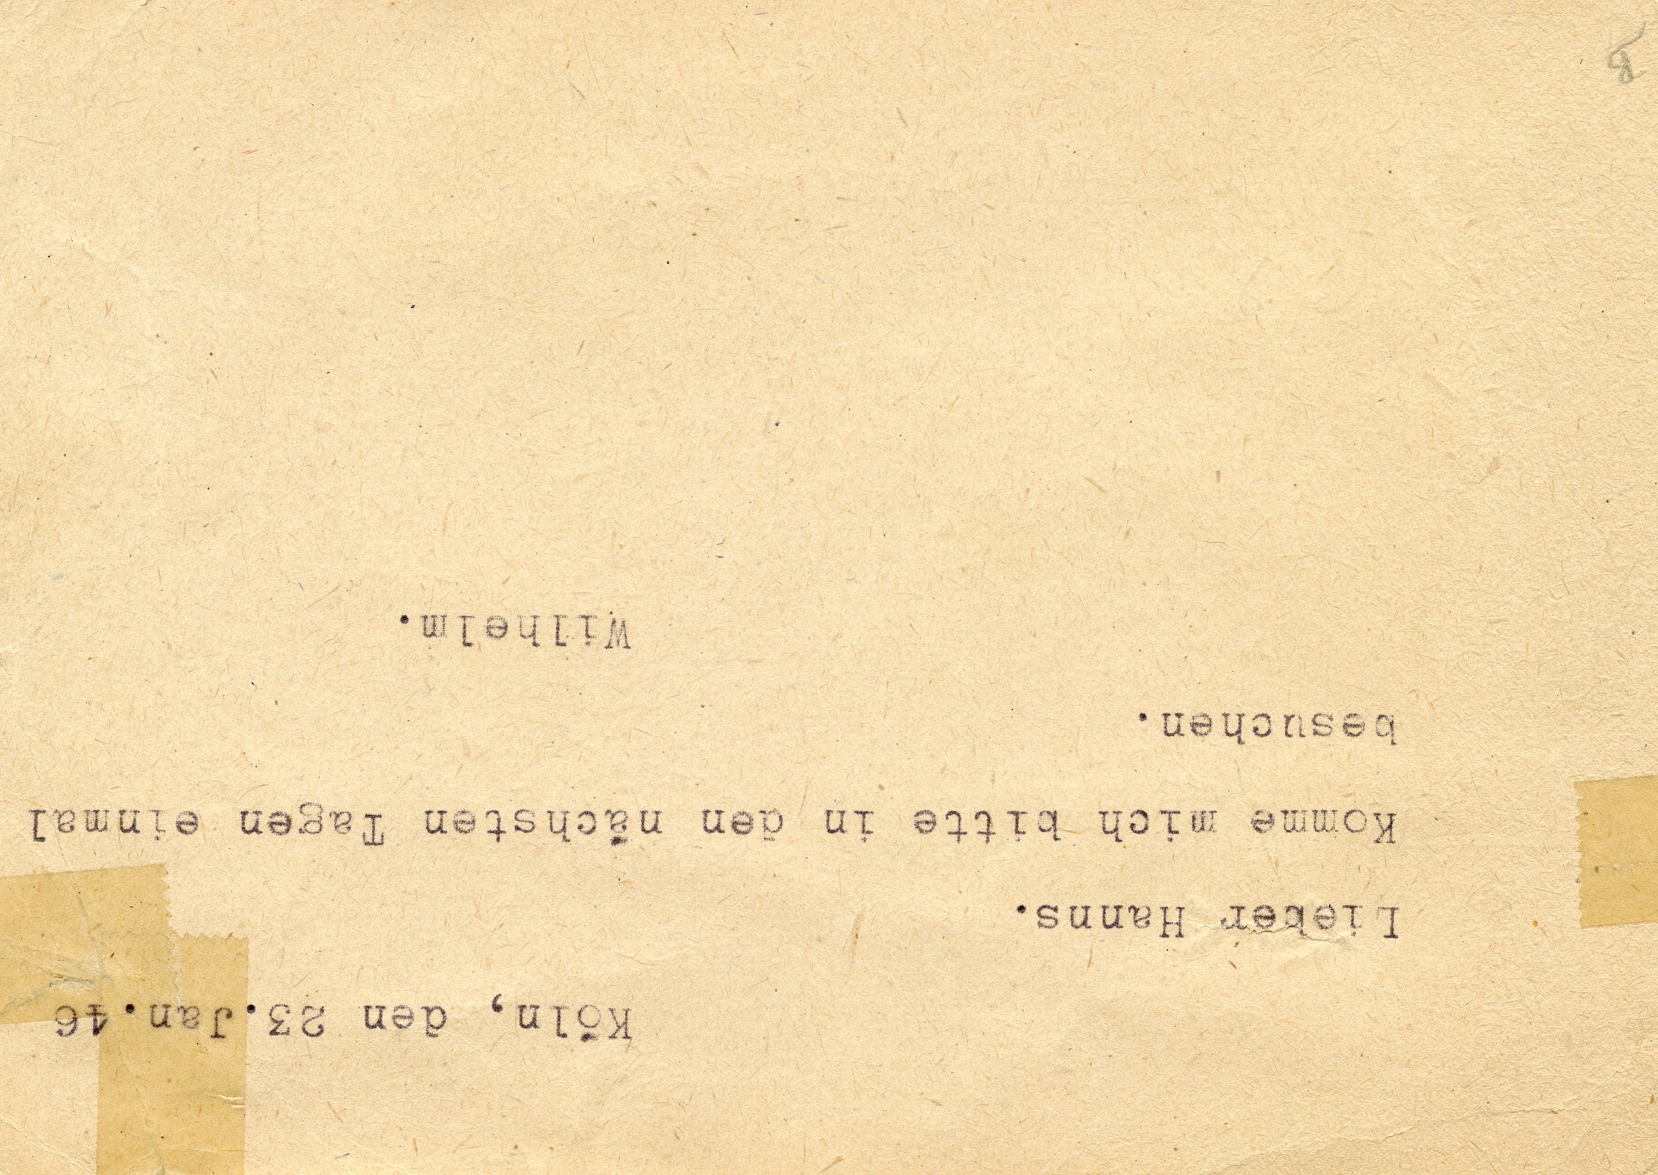 Köln, den 23.Jan.46
Lieber Hanns.
Komme mich bitte in den nächsten Tagen einmal
besuchen.
Wilhelm.